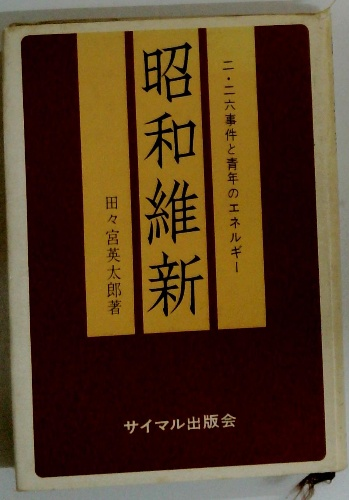 二・二六事件と青年のエネルギー
昭和維新
田々宮英太郎著
サイマル出版会